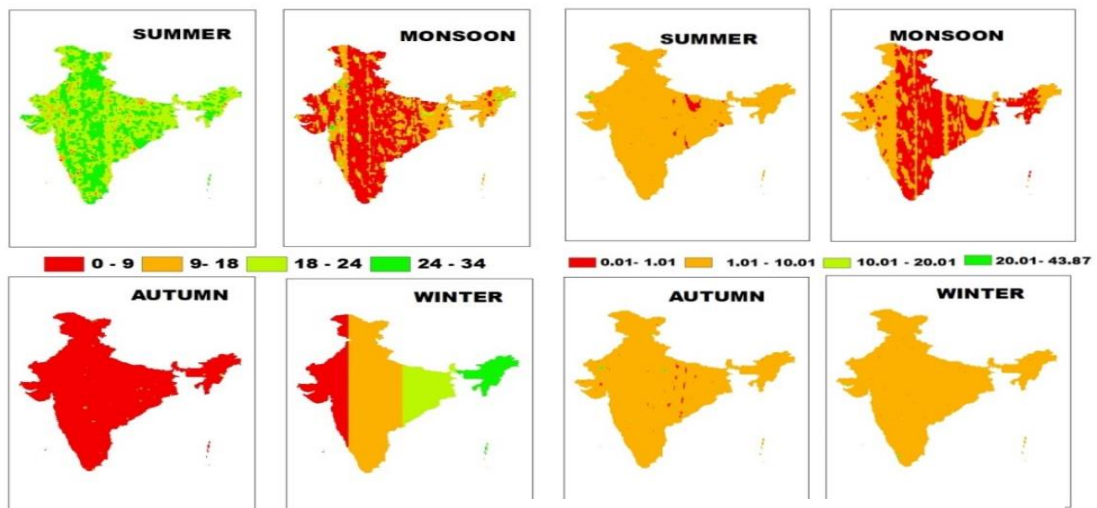 SUMMER
MONSOON
SUMMER
MONSOON
0 - 9
9- 18
18 - 24
24 - 34
0.01- 1.01
1.01 - 10.01
10.01 - 20.01
20.01- 43.87
AUTUMN
WINTER
AUTUMN
WINTER